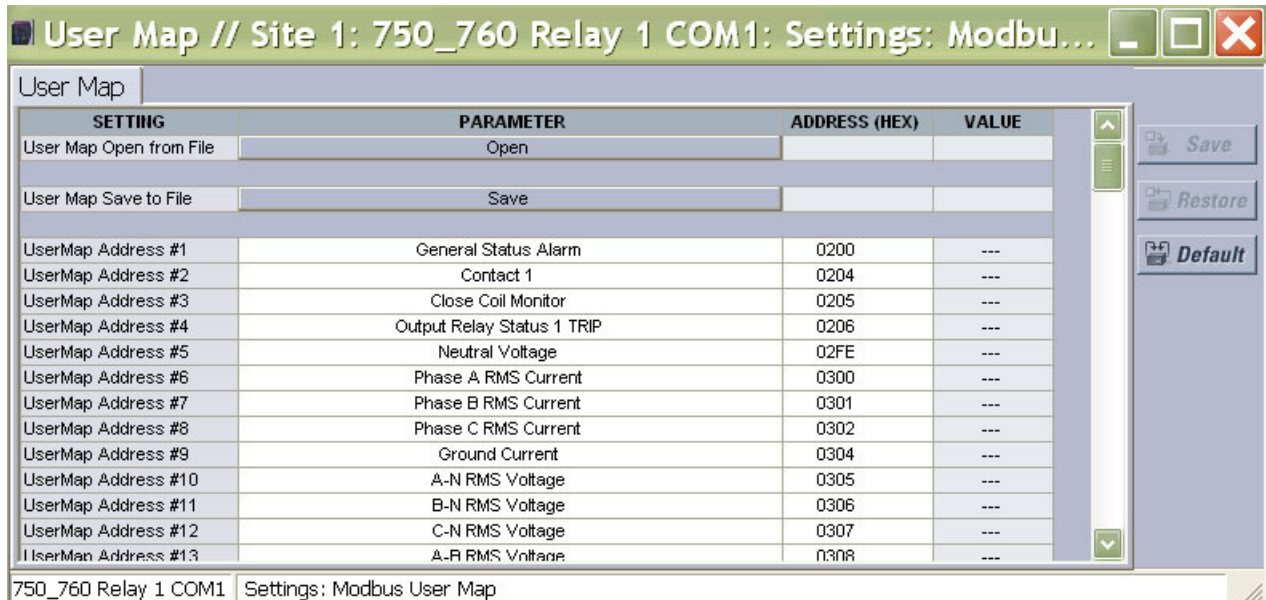 User Map // Site 1: 750_760 Relay 1 COM1: Settings: Modbu...
User Map
SETTING PARAMETER ADDRESS (HEX) VALUE
User Map Open from File Open
Save
User Map Save to File Save
Restore
UserMap Address #1 General Status Alarm 0200 ---
Default
UserMap Address #2 Contact 1 0204 ---
UserMap Address #3 Close Coil Monitor 0205 ---
UserMap Address #4 Output Relay Status 1 TRIP 0206 ---
UserMap Address #5 Neutral Voltage 02FE ---
UserMap Address #6 Phase A RMS Current 0300 ---
UserMap Address #7 Phase B RMS Current 0301 ---
UserMap Address #8 Phase C RMS Current 0302 ---
UserMap Address #9 Ground Current 0304 ---
UserMap Address #10 A-N RMS Voltage 0305 ---
UserMap Address #11 B-N RMS Voltage 0306 ---
UserMap Address #12 C-N RMS Voltage 0307 ---
UserMap Address #13 A-B RMS Voltage 0308 ---
750_760 Relay 1 COM1 Settings: Modbus User Map